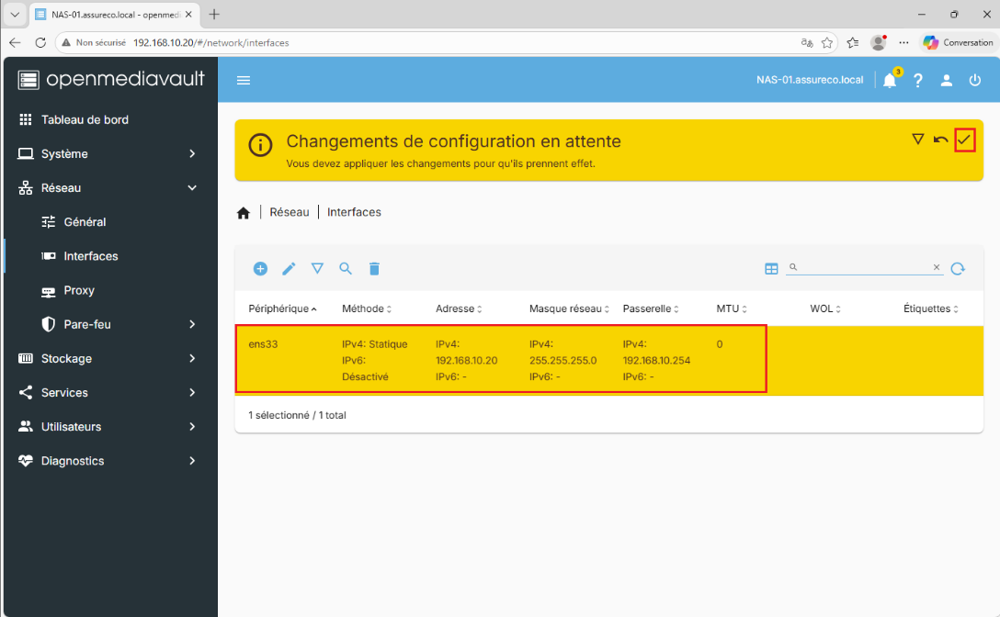 NAS-01.assureco.local - openmedi
Non sécurisé 192.168.10.20/#/network/interfaces
Conversation
openmediavault
NAS-01.assureco.local
3
Tableau de bord
Système
Réseau
Général
Interfaces
Proxy
Pare-feu
Stockage
Services
Utilisateurs
Diagnostics
Changements de configuration en attente
Vous devez appliquer les changements pour qu'ils prennent effet.
Réseau | Interfaces
Périphérique Méthode Adresse Masque réseau Passerelle MTU WOL Étiquettes
ens33 IPv4: Statique IPv4: IPv4: IPv4: 0
IPv6: 192.168.10.20 255.255.255.0 192.168.10.254
Désactivé IPv6: - IPv6: - IPv6: -
1 sélectionné / 1 total